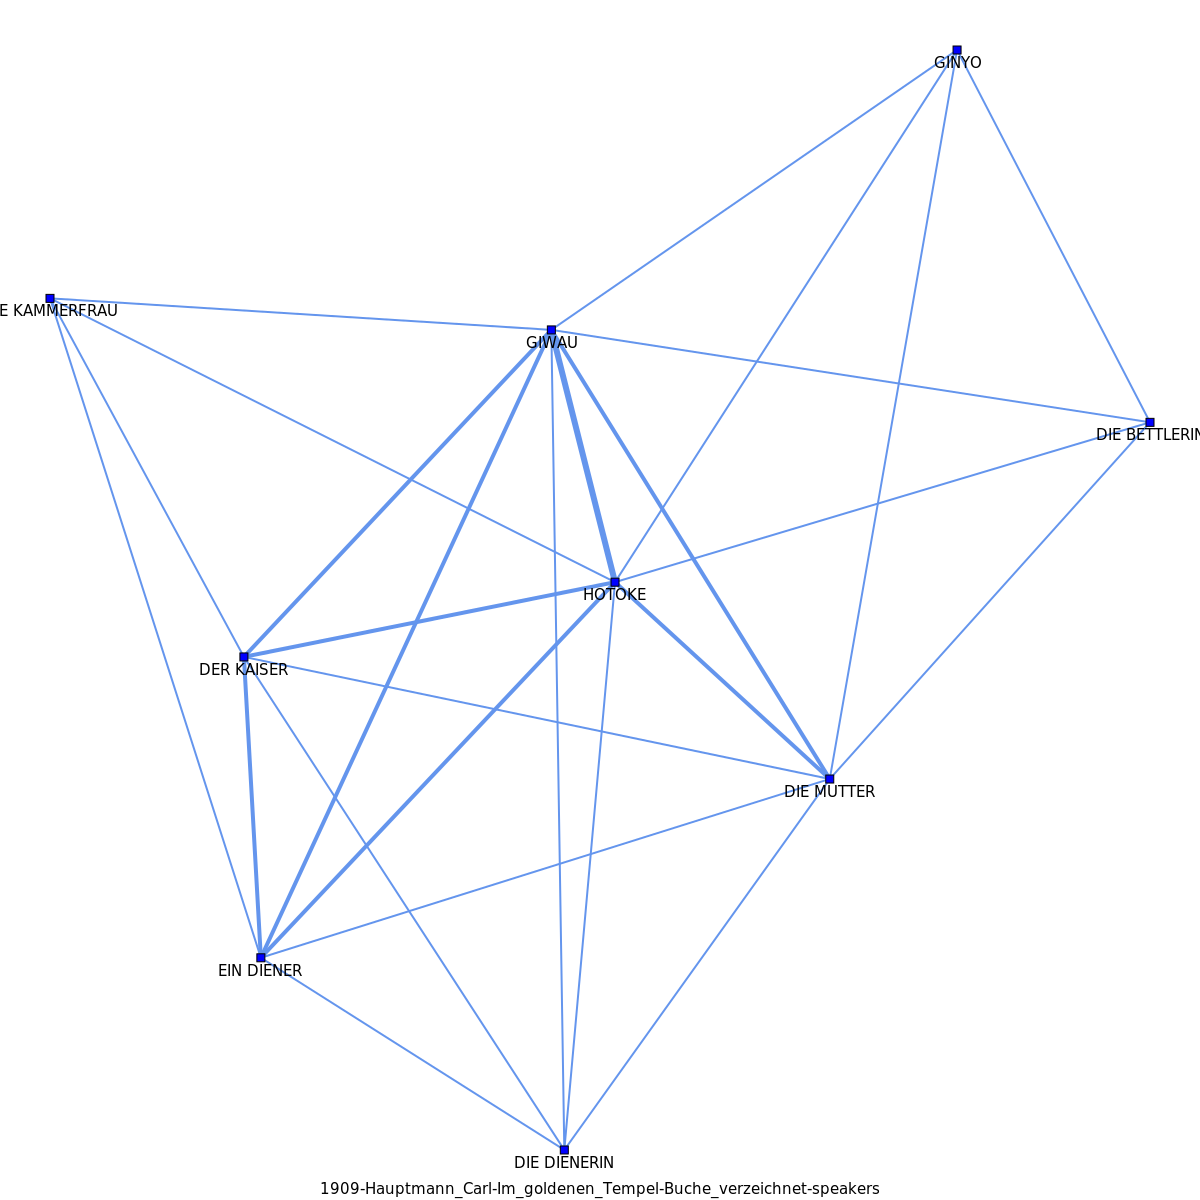 GINYO
E KAMMERFRAU
GIWAU
DIE BETTLERIN
HOTOKE
DER KAISER
DIE MUTTER
EIN DIENER
DIE DIENERIN
1909-Hauptmann_Carl-Im_goldenen_Tempel-Buche_verzeichnet-speakers